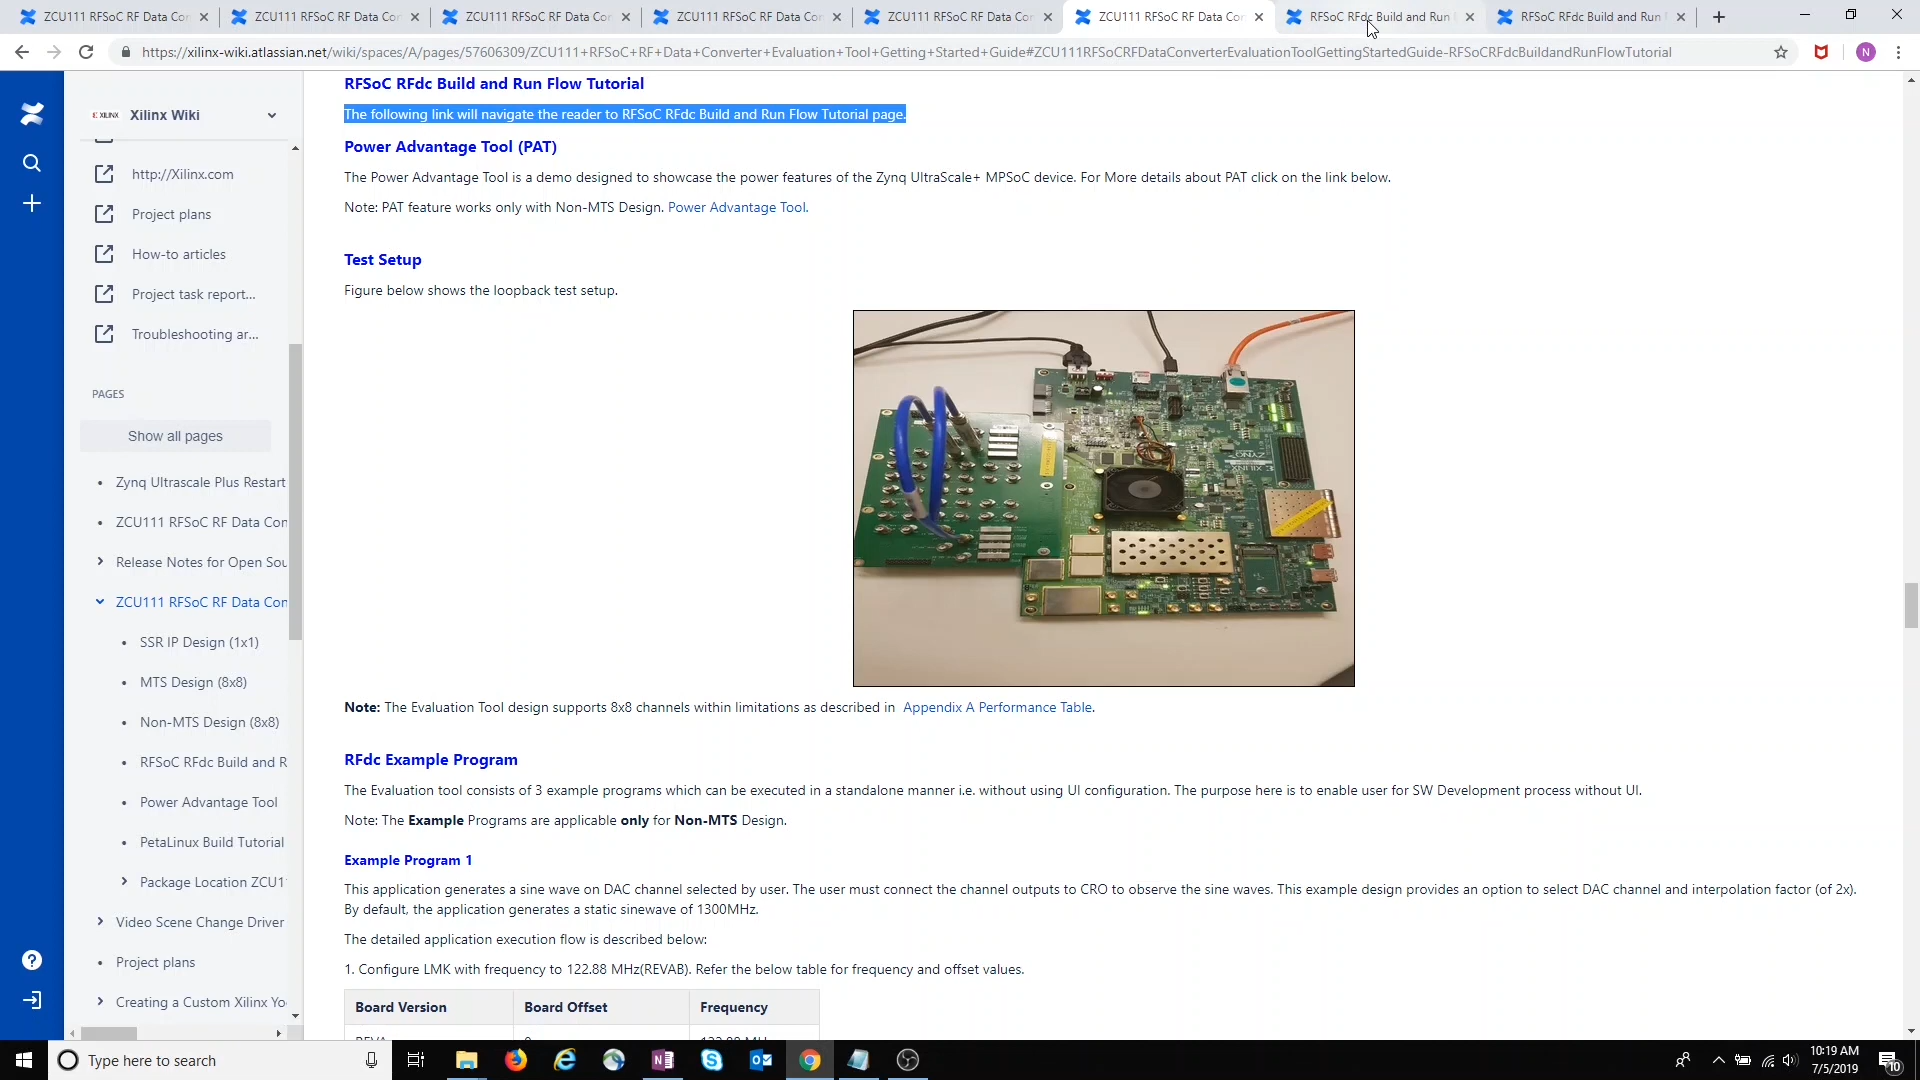 ZCU111 RFSoC RF Data Con
ZCU111 RFSoC RF Data Con
ZCU111 RFSoC RF Data Con
ZCU111 RFSoC RF Data Con
ZCU111 RFSoC RF Data Con
ZCU111 RFSoC RF Data Con
RFSoC RFdc Build and Run
RFSoC RFdc Build and Run
https://xilinx-wiki.atlassian.net/wiki/spaces/A/pages/57606309/ZCU111+RFSoC+RF+Data+Converter+Evaluation+Tool+Getting+Started+Guide#ZCU111RFSoCRFDataConverterEvaluationToolGettingStartedGuide-RFSoCRFdcBuildandRunFlowTutorial
N
XILINX
Xilinx Wiki
http://Xilinx.com
Project plans
How-to articles
Project task report...
Troubleshooting ar...
PAGES
Show all pages
Zynq Ultrascale Plus Restart
ZCU111 RFSoC RF Data Con
Release Notes for Open Sou
ZCU111 RFSoC RF Data Con
SSR IP Design (1x1)
MTS Design (8x8)
Non-MTS Design (8x8)
RFSoC RFdc Build and R
Power Advantage Tool
PetaLinux Build Tutorial
Package Location ZCU11
Video Scene Change Driver
Project plans
Creating a Custom Xilinx Yo
RFSoC RFdc Build and Run Flow Tutorial
The following link will navigate the reader to RFSoC RFdc Build and Run Flow Tutorial page.
Power Advantage Tool (PAT)
The Power Advantage Tool is a demo designed to showcase the power features of the Zynq UltraScale+ MPSoC device. For More details about PAT click on the link below.
Note: PAT feature works only with Non-MTS Design. Power Advantage Tool.
Test Setup
Figure below shows the loopback test setup.
XILINX
ZYNQ
Note: The Evaluation Tool design supports 8x8 channels within limitations as described in Appendix A Performance Table.
RFdc Example Program
The Evaluation tool consists of 3 example programs which can be executed in a standalone manner i.e. without using UI configuration. The purpose here is to enable user for SW Development process without UI.
Note: The Example Programs are applicable only for Non-MTS Design.
Example Program 1
This application generates a sine wave on DAC channel selected by user. The user must connect the channel outputs to CRO to observe the sine waves. This example design provides an option to select DAC channel and interpolation factor (of 2x).
By default, the application generates a static sinewave of 1300MHz.
The detailed application execution flow is described below:
1. Configure LMK with frequency to 122.88 MHz(REVAB). Refer the below table for frequency and offset values.
Board Version Board Offset Frequency
Type here to search
10:19 AM
7/5/2019
10